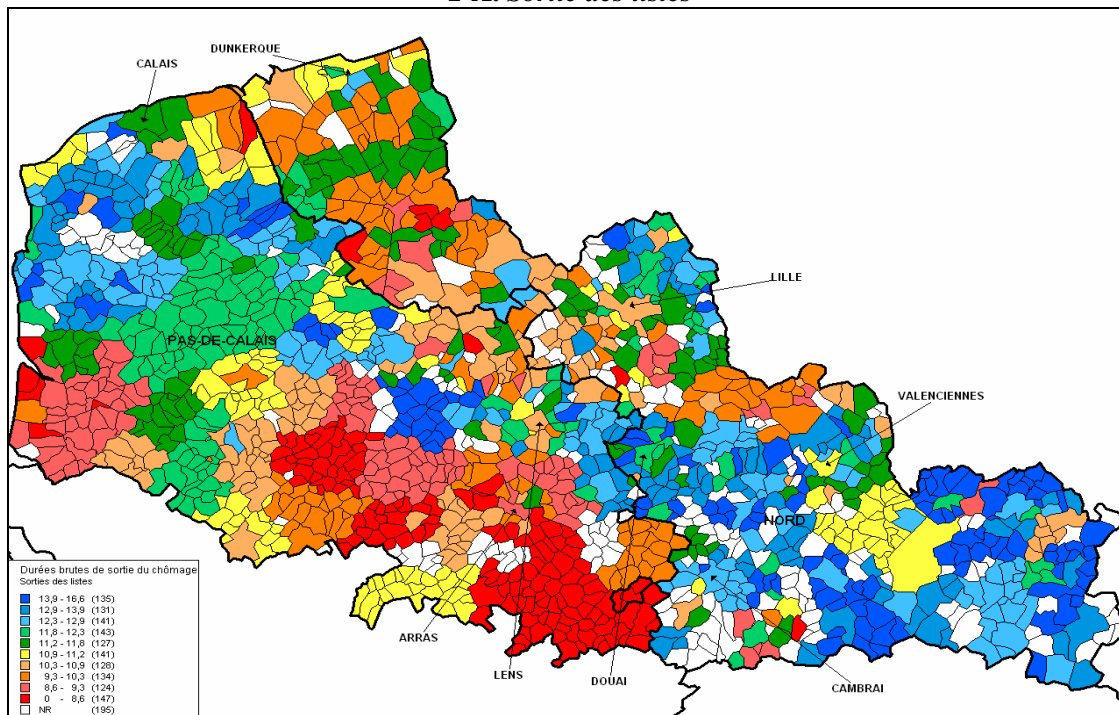 DUNKERQUE
CALAIS
LILLE
PAS-DE-CALAIS
VALENCIENNES
NORD
Durées brutes de sortie du chômage
Sorties des listes
13,9 - 16,6 (135)
12,9 - 13,9 (131)
12,3 - 12,9 (141)
11,8 - 12,3 (143)
11,2 - 11,8 (127)
10,9 - 11,2 (141)
10,3 - 10,9 (128)
9,3 - 10,3 (134)
8,6 - 9,3 (124)
0 - 8,6 (147)
NR (195)
ARRAS
LENS
DOUAI
CAMBRAI